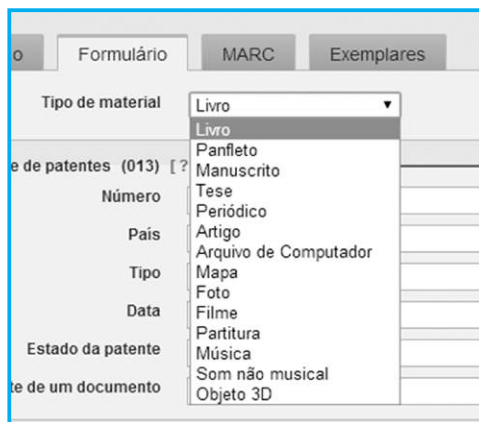 o Formulário MARC Exemplares
Tipo de material Livro
Livro
Panfleto
e de patentes (013) [?
Manuscrito
Número Tese
Periódico
País Artigo
Arquivo de Computador
Tipo Mapa
Foto
Data Filme
Partitura
Estado da patente Música
Som não musical
te de um documento Objeto 3D